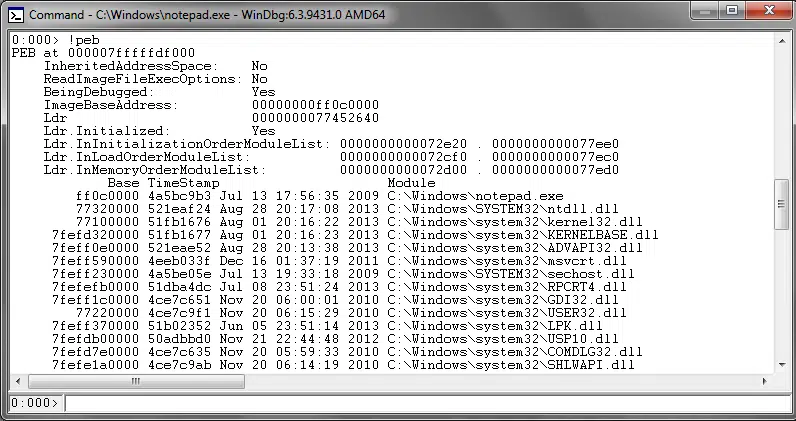 Command - C:\Windows\notepad.exe - WinDbg:6.3.9431.0 AMD64
0:000> !peb
PEB at 000007fffffdf000
    InheritedAddressSpace:    No
    ReadImageFileExecOptions: No
    BeingDebugged:            Yes
    ImageBaseAddress:         00000000ff0c0000
    Ldr                       0000000077452640
    Ldr.Initialized:          Yes
    Ldr.InInitializationOrderModuleList: 0000000000072e20 . 0000000000077ee0
    Ldr.InLoadOrderModuleList:           0000000000072cf0 . 0000000000077ec0
    Ldr.InMemoryOrderModuleList:         0000000000072d00 . 0000000000077ed0
            Base TimeStamp                     Module
        ff0c0000 4a5bc9b3 Jul 13 17:56:35 2009 C:\Windows\notepad.exe
        77320000 521eaf24 Aug 28 20:17:08 2013 C:\Windows\SYSTEM32\ntdll.dll
        77100000 51fb1676 Aug 01 20:16:22 2013 C:\Windows\system32\kernel32.dll
     7fefd320000 51fb1677 Aug 01 20:16:23 2013 C:\Windows\system32\KERNELBASE.dll
     7feff0e0000 521eae52 Aug 28 20:13:38 2013 C:\Windows\system32\ADVAPI32.dll
     7feff590000 4eeb033f Dec 16 01:37:19 2011 C:\Windows\system32\msvcrt.dll
     7feff230000 4a5be05e Jul 13 19:33:18 2009 C:\Windows\SYSTEM32\sechost.dll
     7fefefb0000 51dba4dc Jul 08 23:51:24 2013 C:\Windows\system32\RPCRT4.dll
     7feff1c0000 4ce7c651 Nov 20 06:00:01 2010 C:\Windows\system32\GDI32.dll
        77220000 4ce7c9f1 Nov 20 06:15:29 2010 C:\Windows\system32\USER32.dll
     7feff370000 51b02352 Jun 05 23:51:14 2013 C:\Windows\system32\LPK.dll
     7fefdb00000 50adbbd0 Nov 21 22:44:48 2012 C:\Windows\system32\USP10.dll
     7fefd7e0000 4ce7c635 Nov 20 05:59:33 2010 C:\Windows\system32\COMDLG32.dll
     7fefe1a0000 4ce7c9ab Nov 20 06:14:19 2010 C:\Windows\system32\SHLWAPI.dll
0:000>